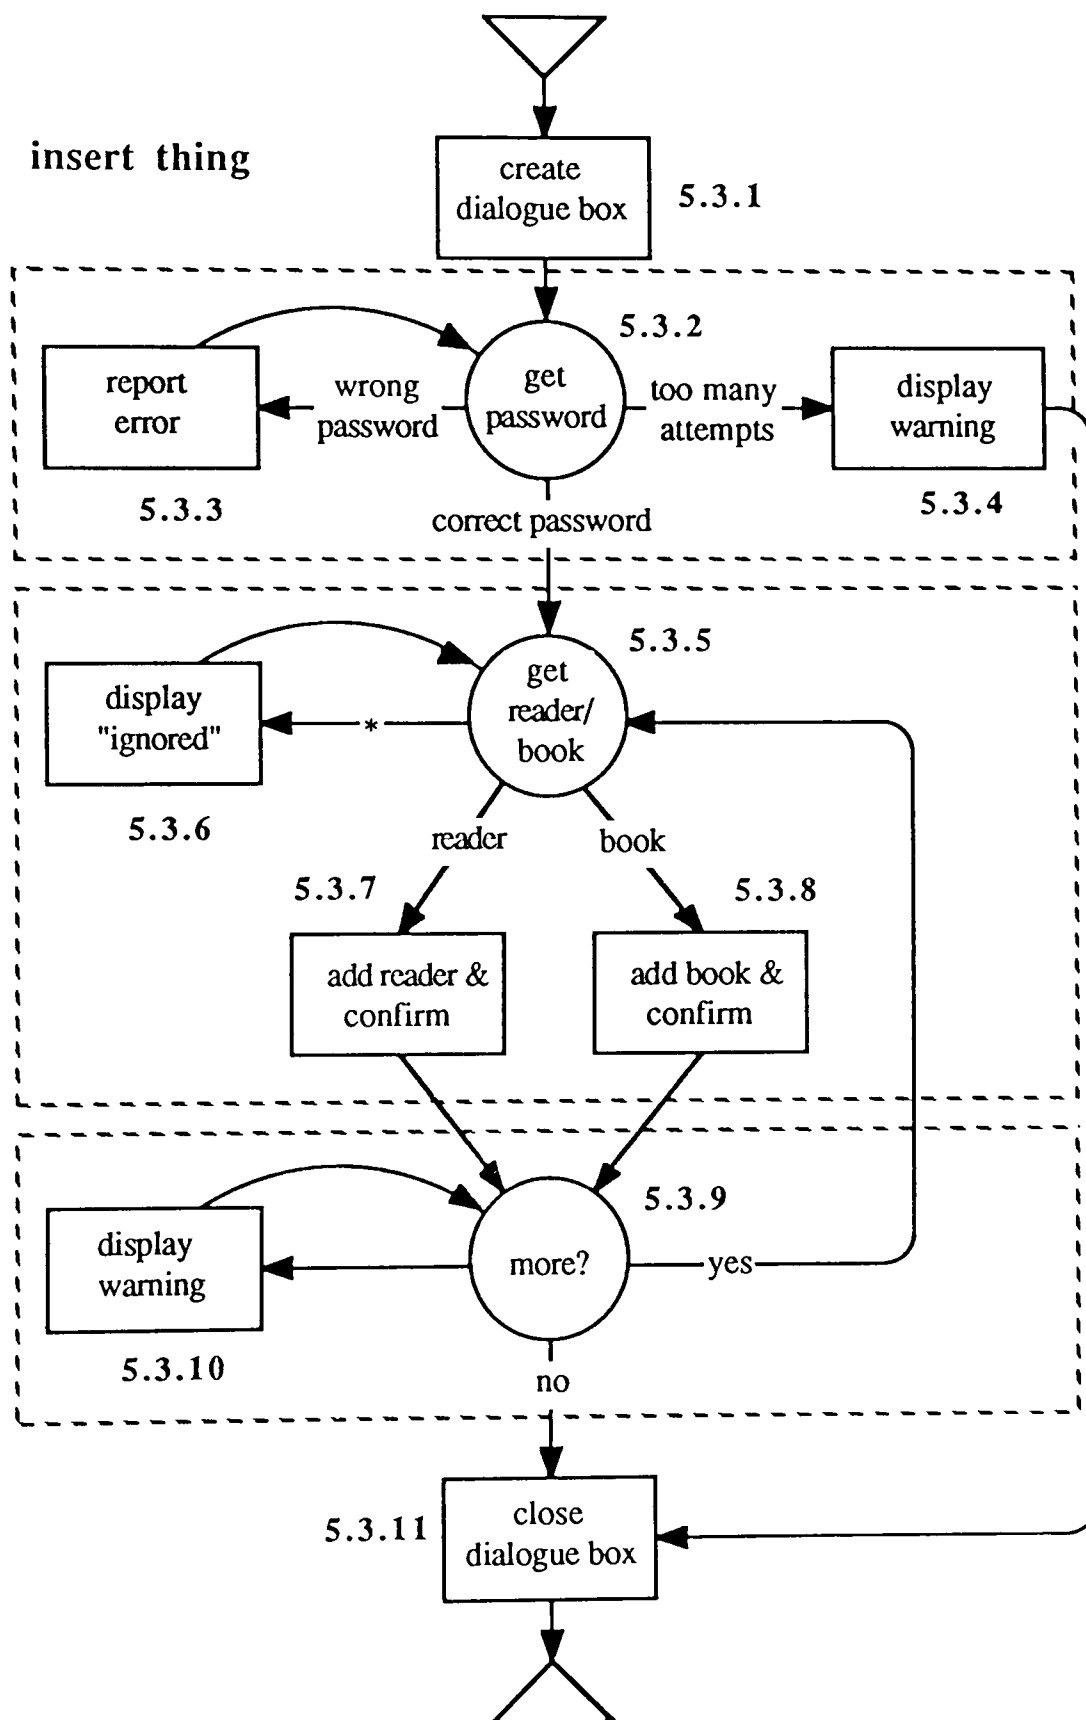 insert thing
create
dialogue box
5.3.1
5.3.2
get
password
wrong
password
report
error
5.3.3
too many
attempts
display
warning
5.3.4
correct password
5.3.5
get
reader/
book
*
display
"ignored"
5.3.6
reader
book
5.3.7
5.3.8
add reader &
confirm
add book &
confirm
5.3.9
more?
display
warning
5.3.10
yes
no
5.3.11
close
dialogue box